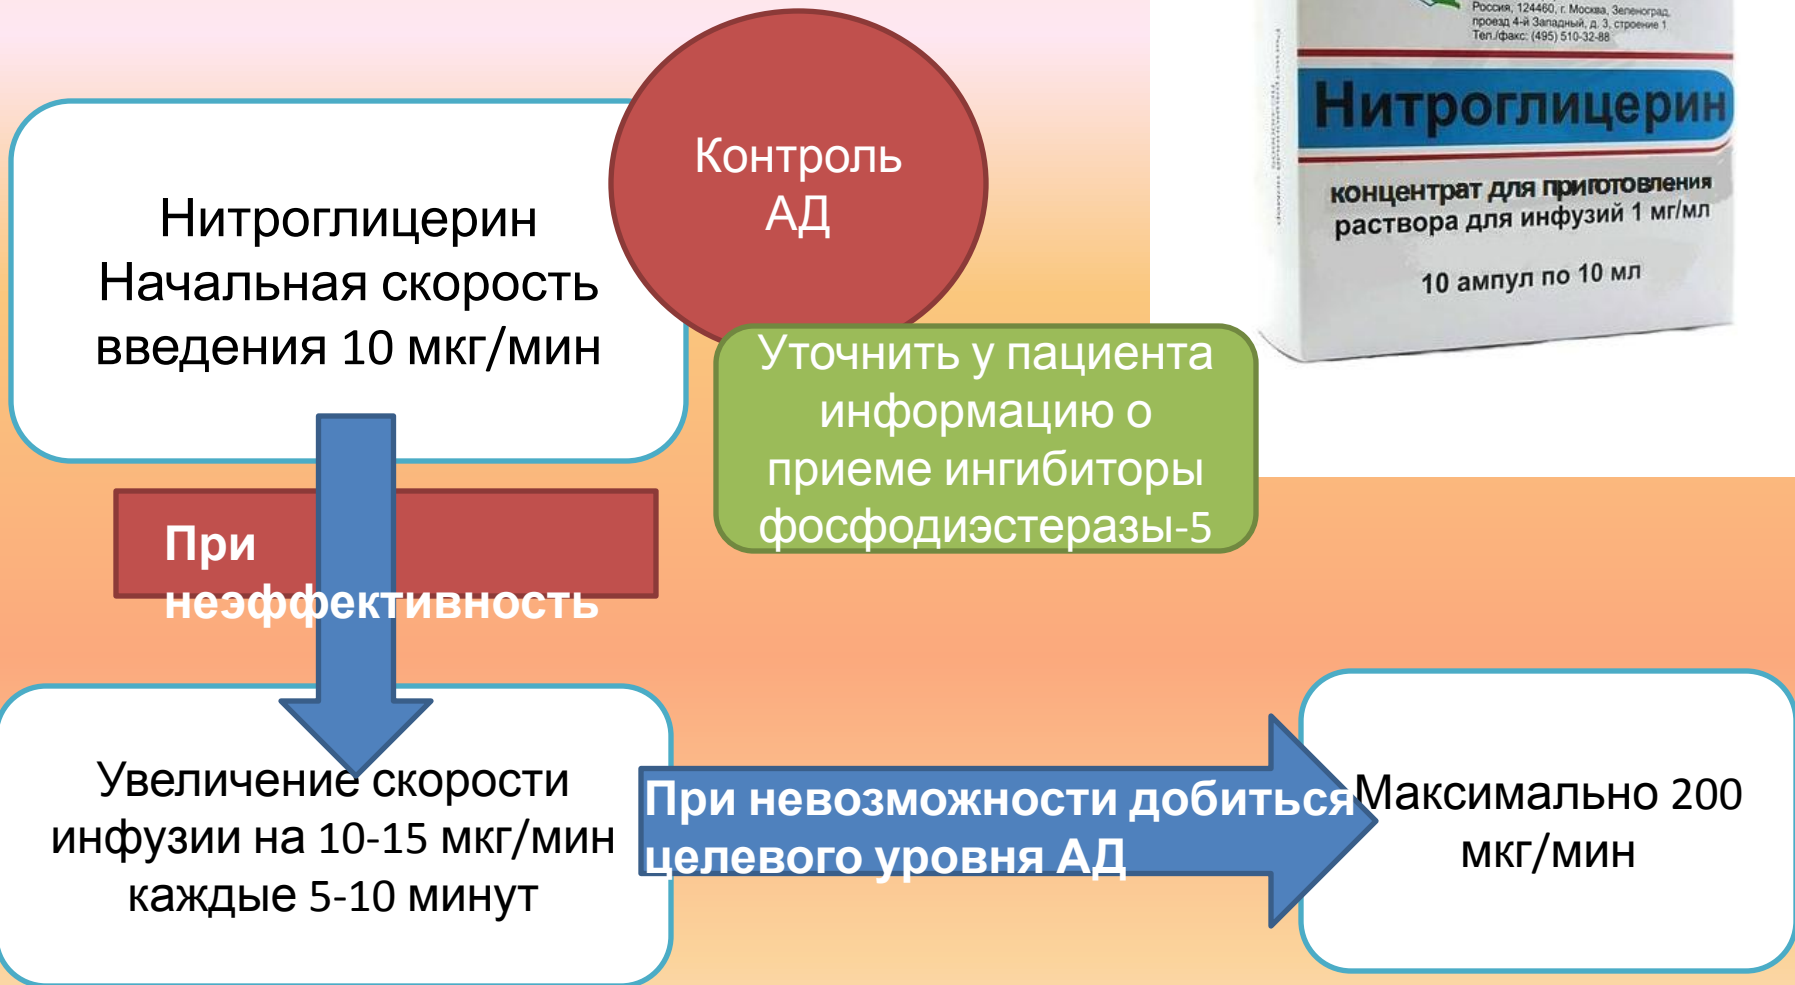 Контроль
АД
Нитроглицерин
Начальная скорость
введения 10 мкг/мин
Россия, 124460, г. Москва, Зеленоград,
проезд 4-й Западный, д. 3, строение 1
Тел./факс: (495) 510-32-88
Нитроглицерин
концентрат для приготовления
раствора для инфузий 1 мг/мл
10 ампул по 10 мл
Уточнить у пациента
информацию о
приеме ингибиторы
фосфодиэстеразы-5
При
неэффективность
Увеличение скорости
инфузии на 10-15 мкг/мин
каждые 5-10 минут
При невозможности добиться
целевого уровня АД
Максимально 200
мкг/мин